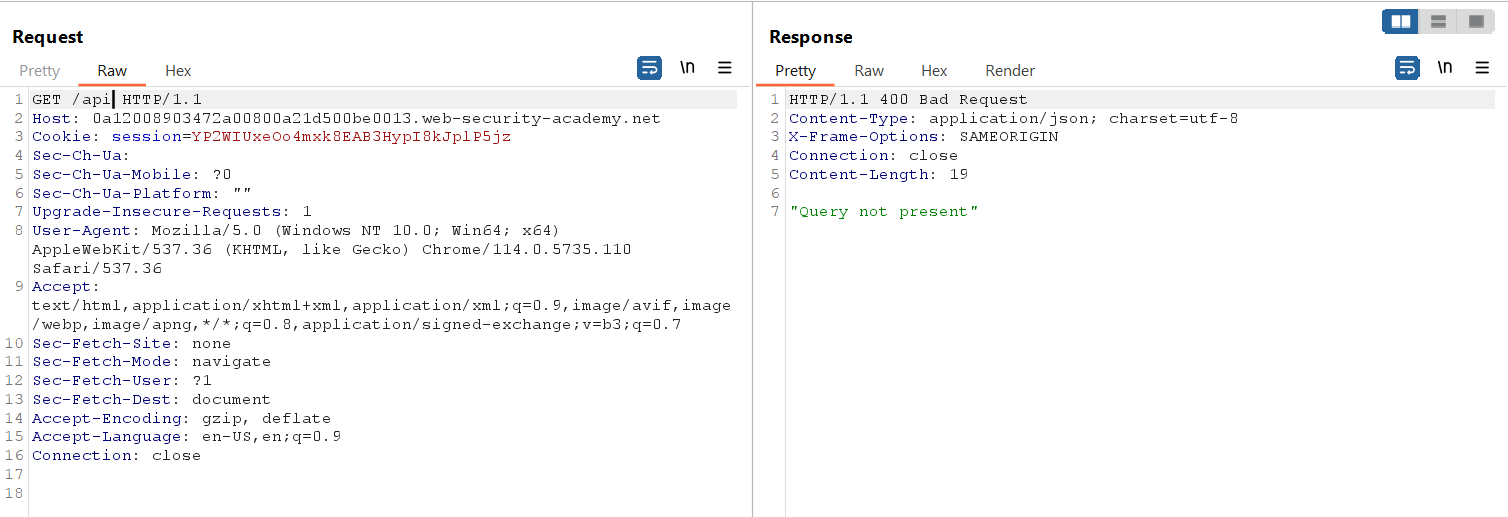 Request
Pretty Raw Hex \n
1 GET /api HTTP/1.1
2 Host: 0a12008903472a00800a21d500be0013.web-security-academy.net
3 Cookie: session=YP2WIUxeOo4mxk8EAB3HypI8kJplP5jz
4 Sec-Ch-Ua:
5 Sec-Ch-Ua-Mobile: ?0
6 Sec-Ch-Ua-Platform: ""
7 Upgrade-Insecure-Requests: 1
8 User-Agent: Mozilla/5.0 (Windows NT 10.0; Win64; x64)
AppleWebKit/537.36 (KHTML, like Gecko) Chrome/114.0.5735.110
Safari/537.36
9 Accept:
text/html,application/xhtml+xml,application/xml;q=0.9,image/avif,image
/webp,image/apng,*/*;q=0.8,application/signed-exchange;v=b3;q=0.7
10 Sec-Fetch-Site: none
11 Sec-Fetch-Mode: navigate
12 Sec-Fetch-User: ?1
13 Sec-Fetch-Dest: document
14 Accept-Encoding: gzip, deflate
15 Accept-Language: en-US,en;q=0.9
16 Connection: close
17
18
Response
Pretty Raw Hex Render \n
1 HTTP/1.1 400 Bad Request
2 Content-Type: application/json; charset=utf-8
3 X-Frame-Options: SAMEORIGIN
4 Connection: close
5 Content-Length: 19
6
7 "Query not present"